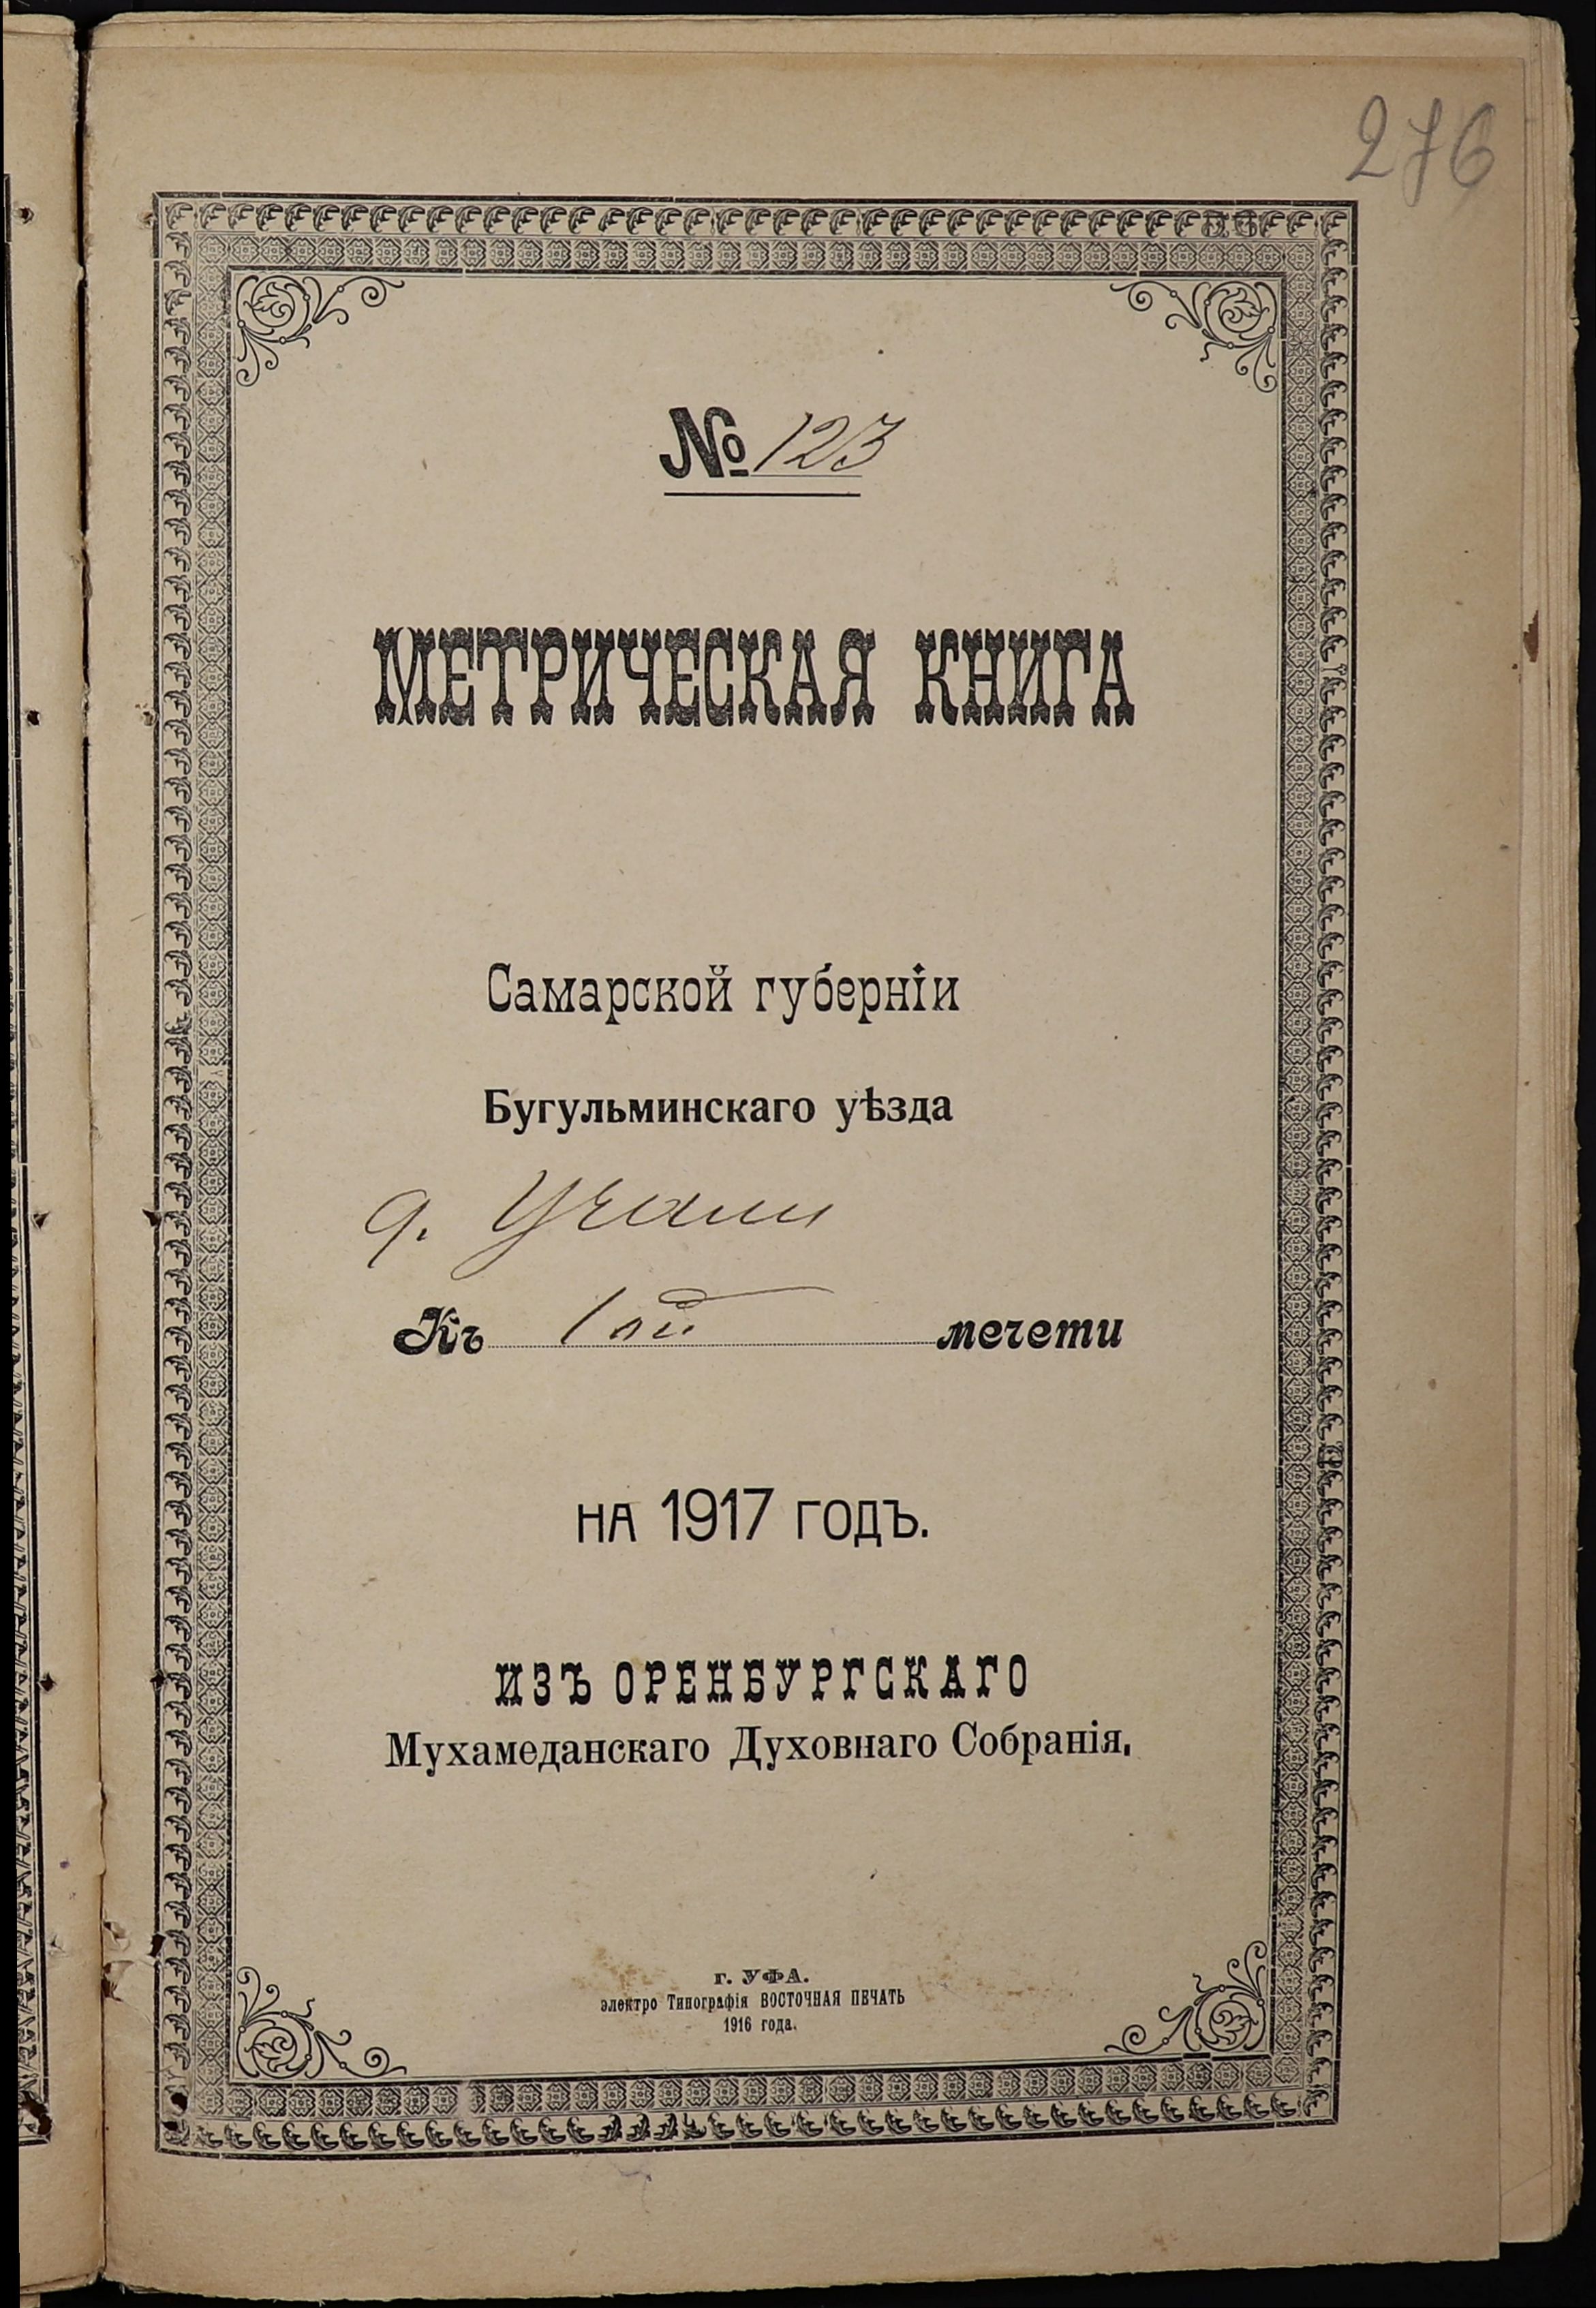 276
№ 123
МЕТРИЧЕСКАЯ КНИГА
Самарской губерніи
Бугульминскаго уѣзда
д. Учали
Къ 1ой мечети
НА 1917 ГОДЪ.
ИЗЪ ОРЕНБУРГСКАГО
Мухамеданскаго Духовнаго Собранія.
г. УФА.
электро Типографія ВОСТОЧНАЯ ПЕЧАТЬ
1916 года.